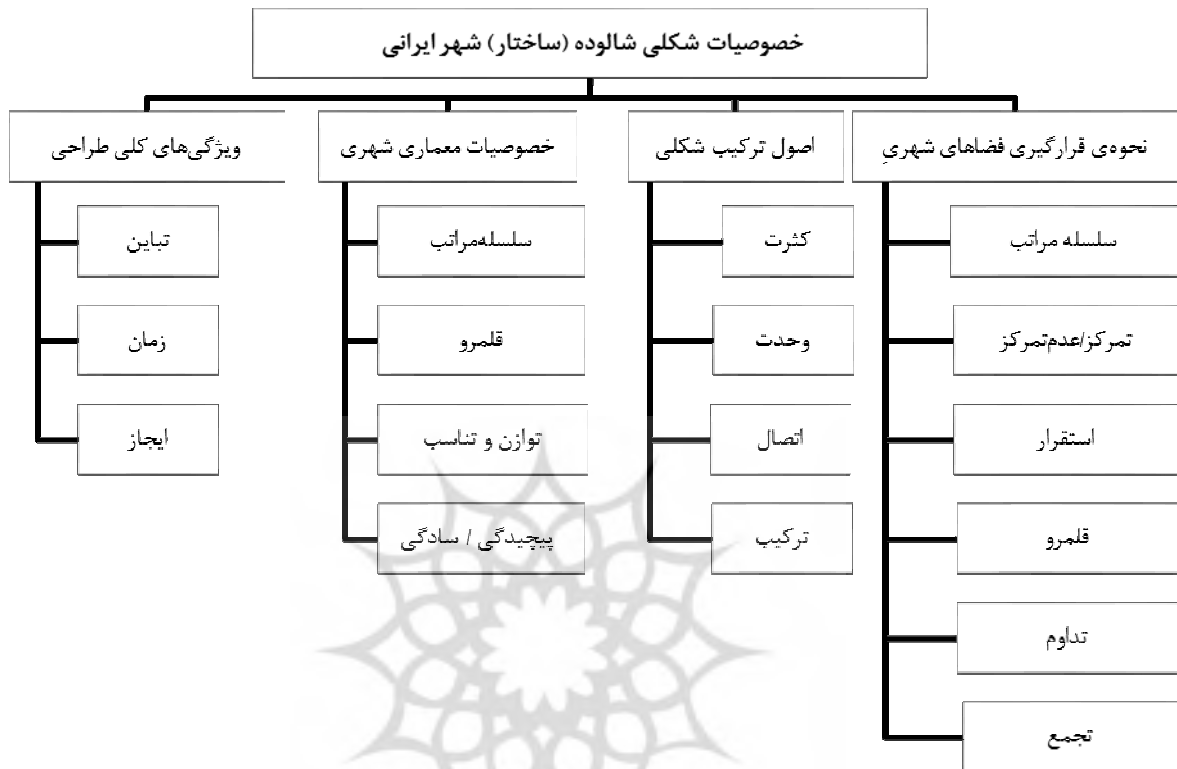 خصوصیات شکلی شالوده (ساختار) شهر ایرانی
نحوه‌ی قرارگیری فضاهای شهریِ
سلسله مراتب
تمرکز/عدم‌تمرکز
استقرار
قلمرو
تداوم
تجمع
اصول ترکیب شکلی
کثرت
وحدت
اتصال
ترکیب
خصوصیات معماری شهری
سلسله‌مراتب
قلمرو
توازن و تناسب
پیچیدگی / سادگی
ویژگی‌های کلی طراحی
تباین
زمان
ایجاز